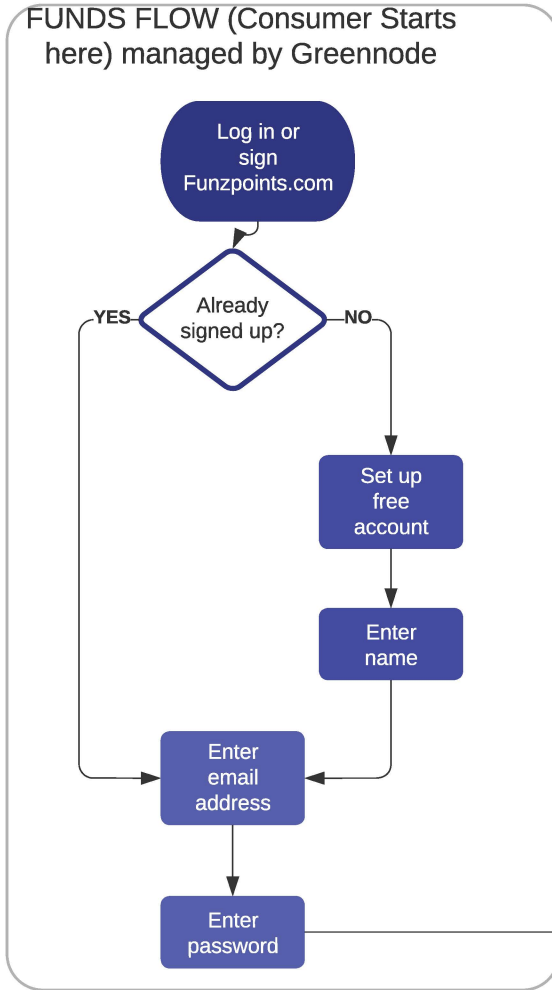 FUNDS FLOW (Consumer Starts
here) managed by Greennode
Log in or
sign
Funzpoints.com
Already
signed up?
YES
NO
Set up
free
account
Enter
name
Enter
email
address
Enter
password